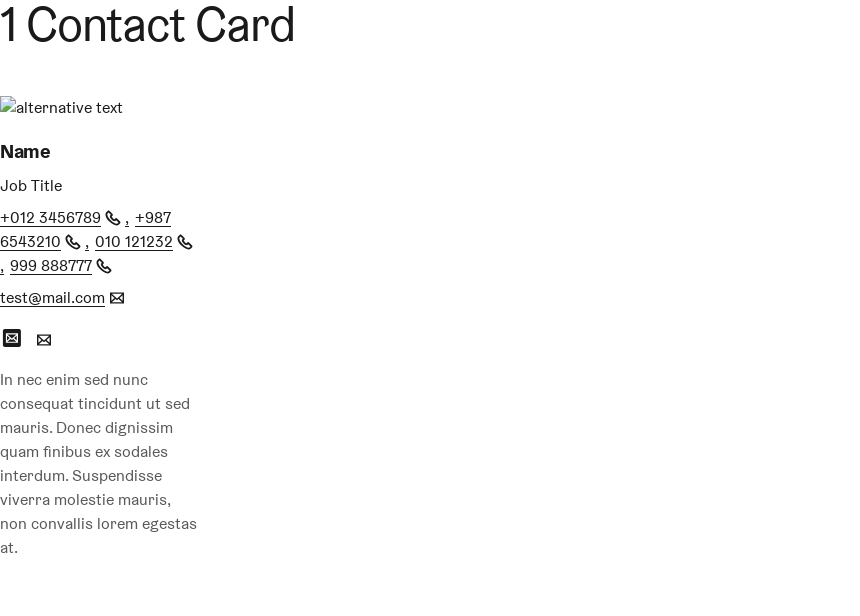 1 Contact Card
alternative text
Name
Job Title
+012 3456789 , +987
6543210 , 010 121232
, 999 888777
test@mail.com
In nec enim sed nunc
consequat tincidunt ut sed
mauris. Donec dignissim
quam finibus ex sodales
interdum. Suspendisse
viverra molestie mauris,
non convallis lorem egestas
at.